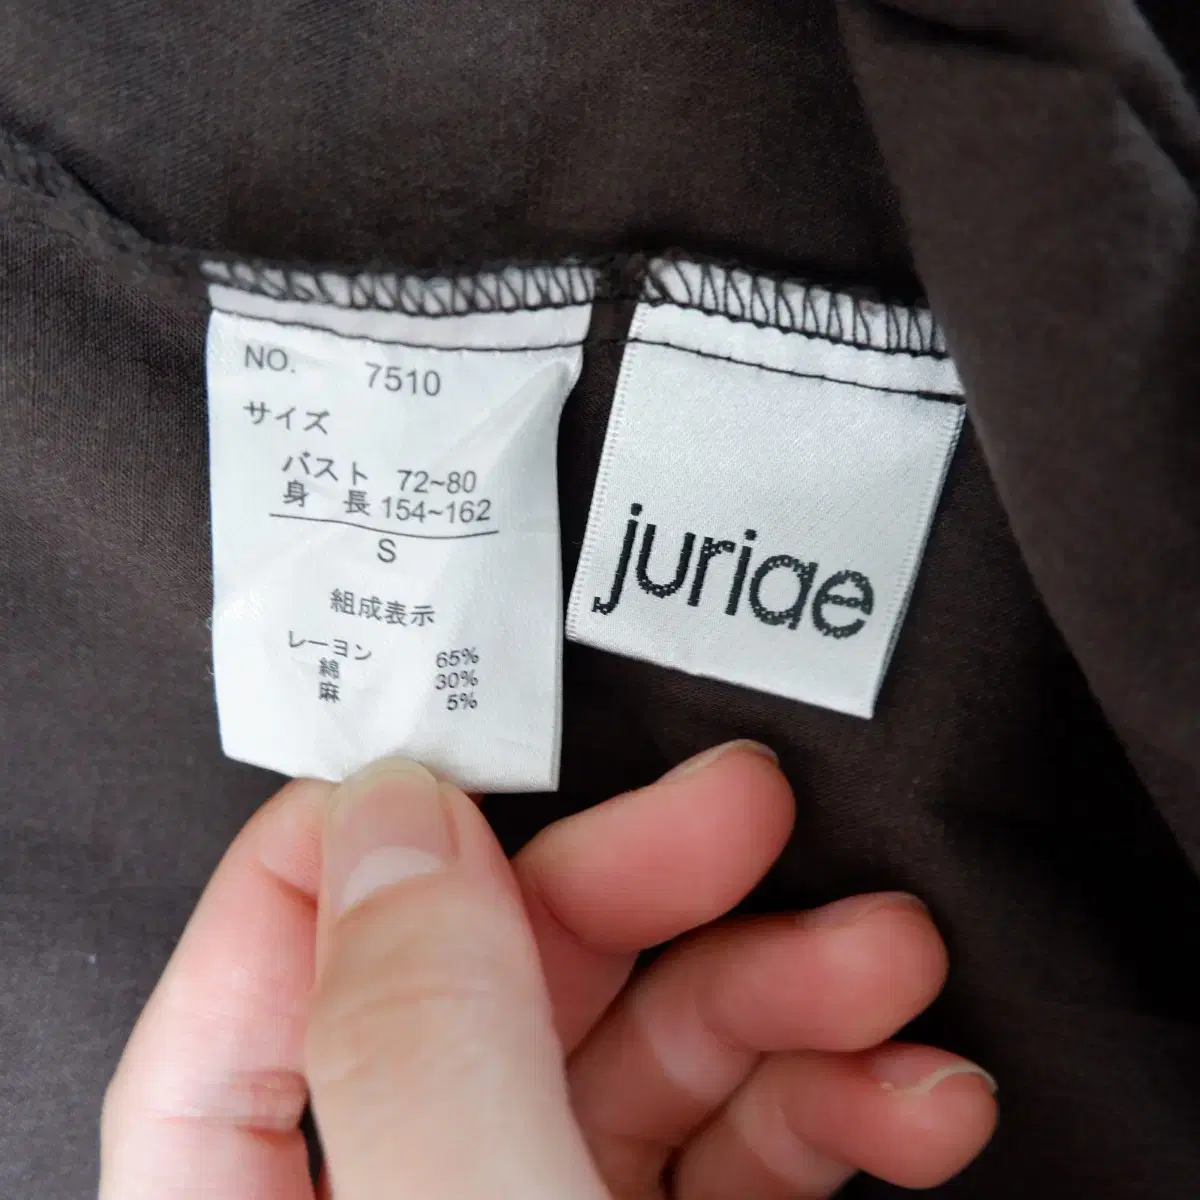 NO. 7510
サイズ
バスト 72~80
身 長 154~162
S
組成表示
レーヨン 65%
綿 30%
麻 5%
juriae